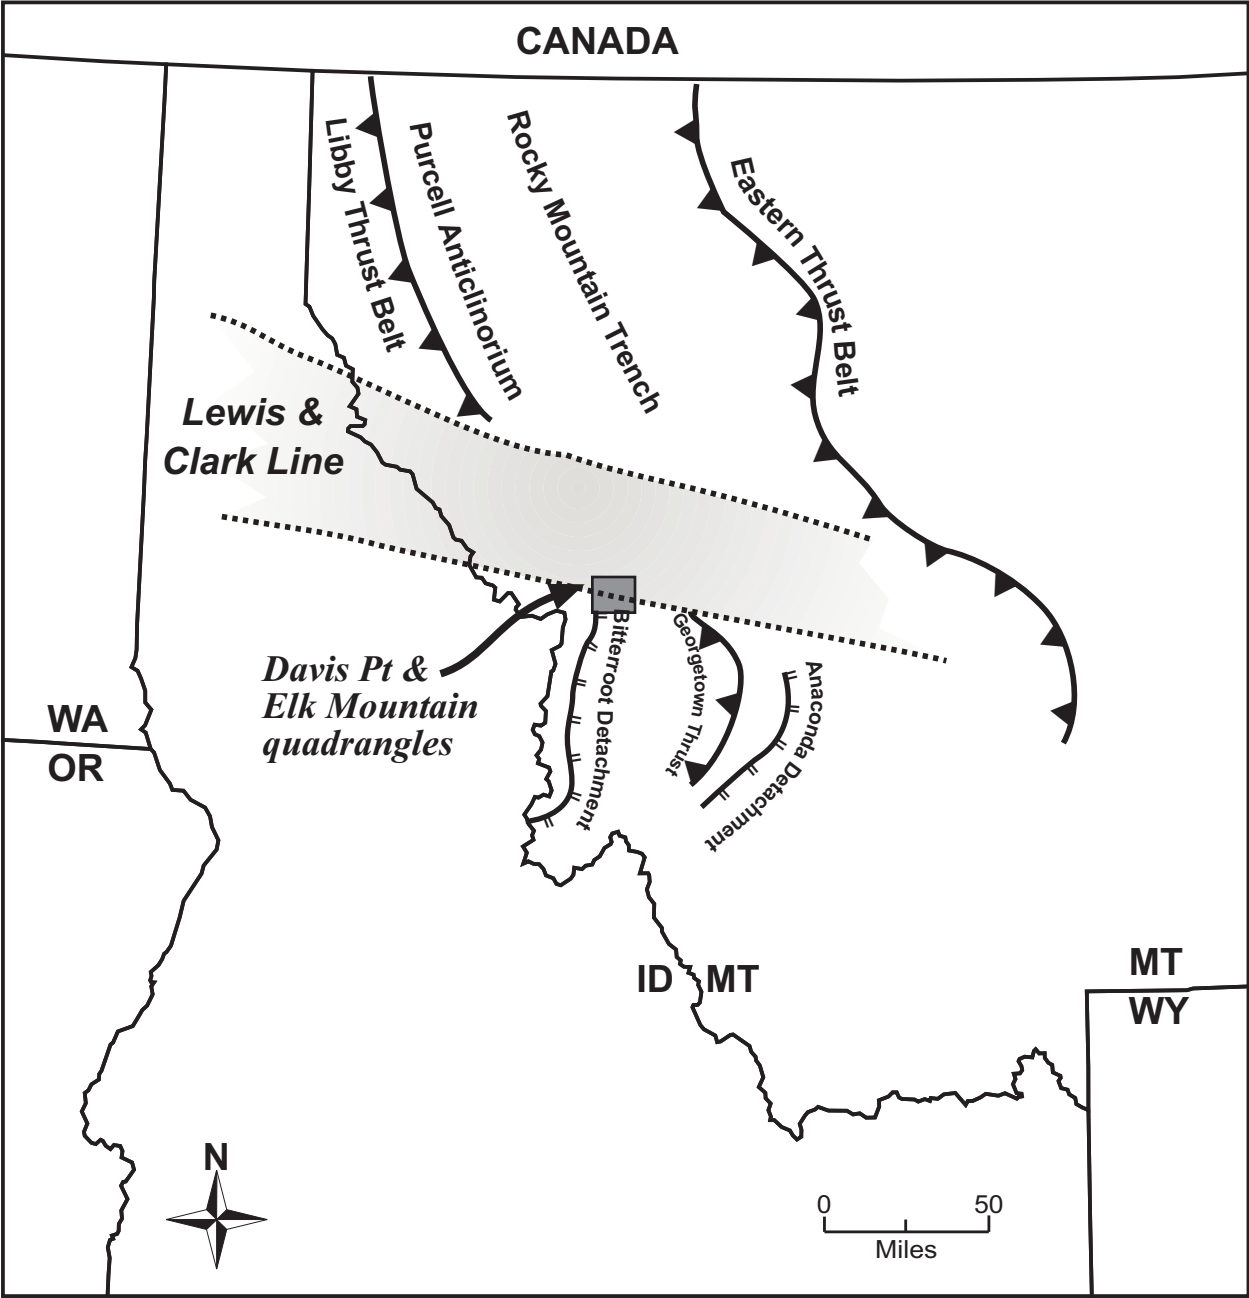 CANADA
Libby Thrust Belt
Purcell Anticlinorium
Rocky Mountain Trench
Eastern Thrust Belt
Lewis &
Clark Line
Davis Pt &
Elk Mountain
quadrangles
Bitterroot Detachment
Georgetown Thrust
Anaconda Detachment
WA
OR
ID MT
MT
WY
N
0 50
Miles